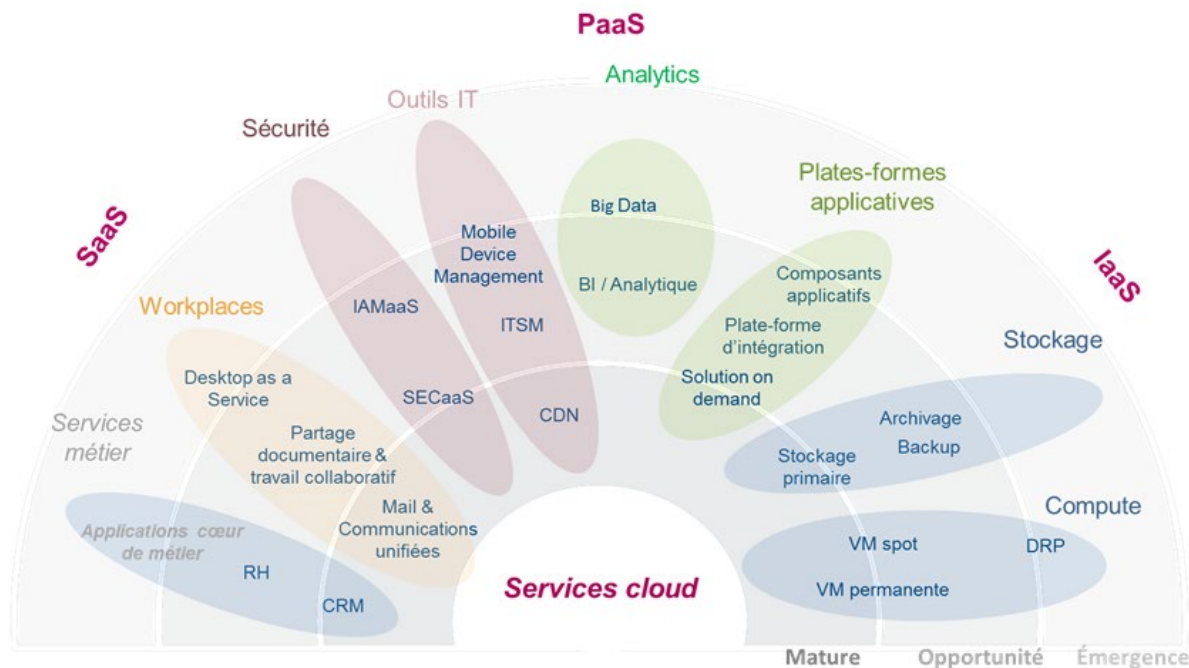 PaaS
Analytics
Outils IT
Sécurité
Plates-formes
applicatives
SaaS
Big Data
Mobile
Device
Management
IaaS
Composants
applicatifs
BI / Analytique
Workplaces
IAMaaS
ITSM
Plate-forme
d'intégration
Stockage
Desktop as a
Service
Solution on
demand
SECaaS
CDN
Archivage
Backup
Services
métier
Partage
documentaire &
travail collaboratif
Stockage
primaire
Mail &
Communications
unifiées
Compute
Applications cœur
de métier
VM spot
DRP
RH
VM permanente
CRM
Services cloud
Mature
Opportunité
Émergence